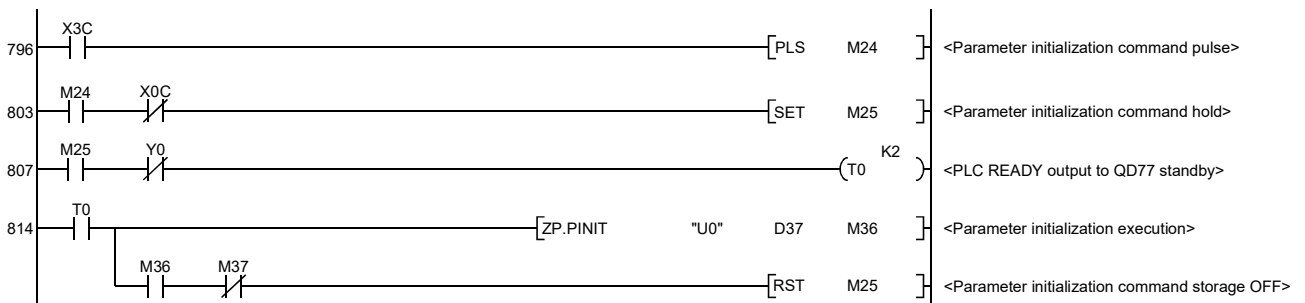 X3C
796 PLS M24 <Parameter initialization command pulse>
M24 X0C
803 SET M25 <Parameter initialization command hold>
M25 Y0 K2
807 T0 <PLC READY output to QD77 standby>
T0
814 ZP.PINIT "U0" D37 M36 <Parameter initialization execution>
M36 M37
RST M25 <Parameter initialization command storage OFF>